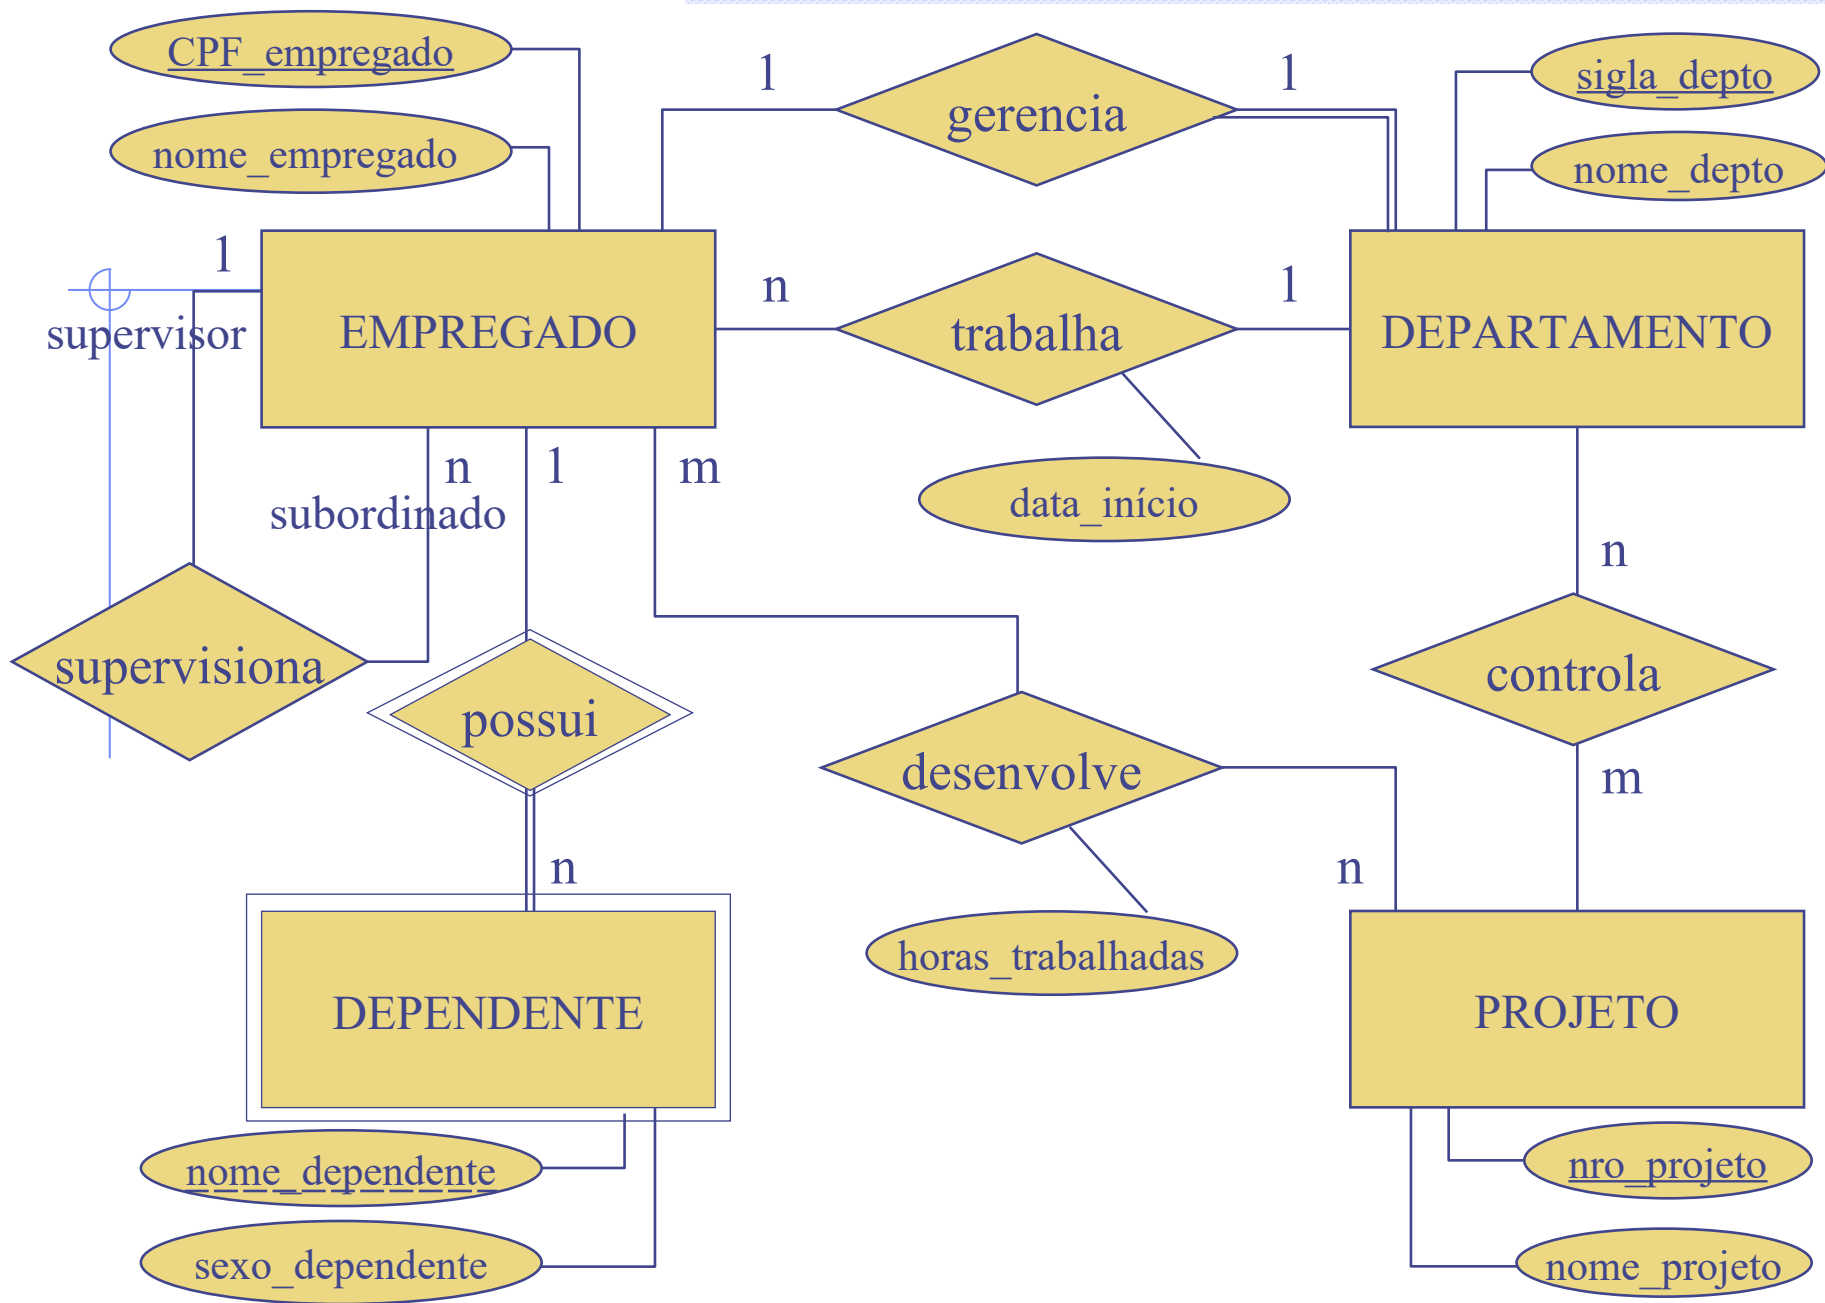 CPF_empregado
nome_empregado
1
gerencia
1
sigla_depto
nome_depto
1
supervisor
EMPREGADO
n
trabalha
1
DEPARTAMENTO
n
subordinado
1
m
data_início
n
supervisiona
possui
desenvolve
controla
m
n
n
horas_trabalhadas
DEPENDENTE
PROJETO
nome_dependente
sexo_dependente
nro_projeto
nome_projeto